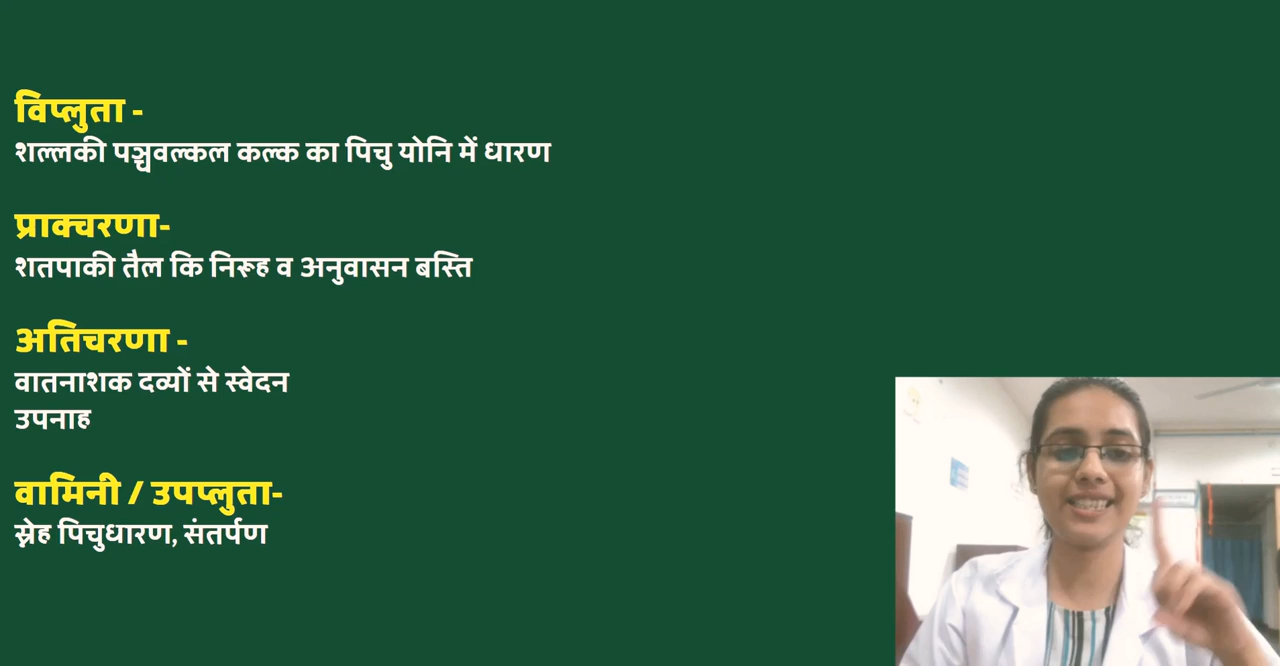 विप्लुता -
शल्लकी पञ्चवल्कल कल्क का पिचु योनि में धारण
प्राक्चरणा-
शतपाकी तैल कि निरूह व अनुवासन बस्ति
अतिचरणा -
वातनाशक दव्यों से स्वेदन
उपनाह
वामिनी / उपप्लुता-
स्नेह पिचुधारण, संतर्पण